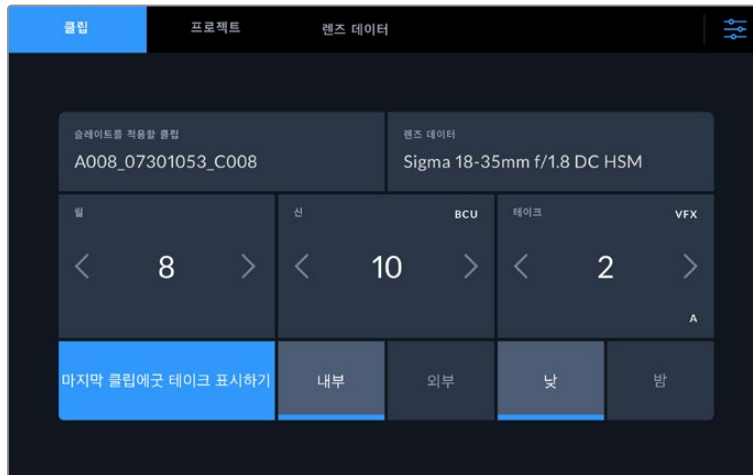 클립 프로젝트 렌즈 데이터
슬레이트를 적용할 클립 렌즈 데이터
A008_07301053_C008 Sigma 18-35mm f/1.8 DC HSM
릴 신 BCU 테이크 VFX
8 10 2
A
마지막 클립에굿 테이크 표시하기 내부 외부 낮 밤